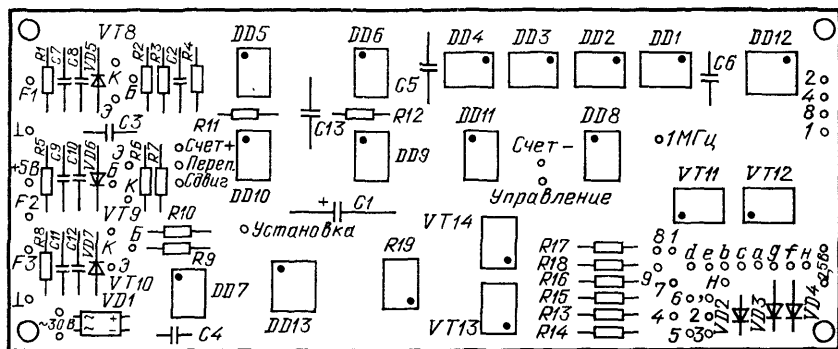 VT8
DD5
DD6
DD4
DD3
DD2
DD1
DD12
R1
C7
C8
VD5
К
R2
R3
C2
R4
Б
Э
F1
C5
C6
2
4
8
1
⊥
C3
R11
C13
R12
DD11
DD8
1МГц
R5
C9
C10
VD6
Э
Б
К
R6
R7
Счет+
Переп.
Сдвиг
DD10
DD9
Счет-
Управление
VT11
VT12
+5В
F2
VT9
+
C1
R10
Установка
VT14
R8
C11
C12
VD7
К
Б
Э
R9
F3
VT10
R19
R17
R18
R16
R15
R13
R14
8
1
9
7
6
4
2
5
3
d
e
b
c
a
g
f
н
Н
⊥
VD1
~30В
~
~
+
−
DD7
C4
DD13
VT13
VD2
VD3
VD4